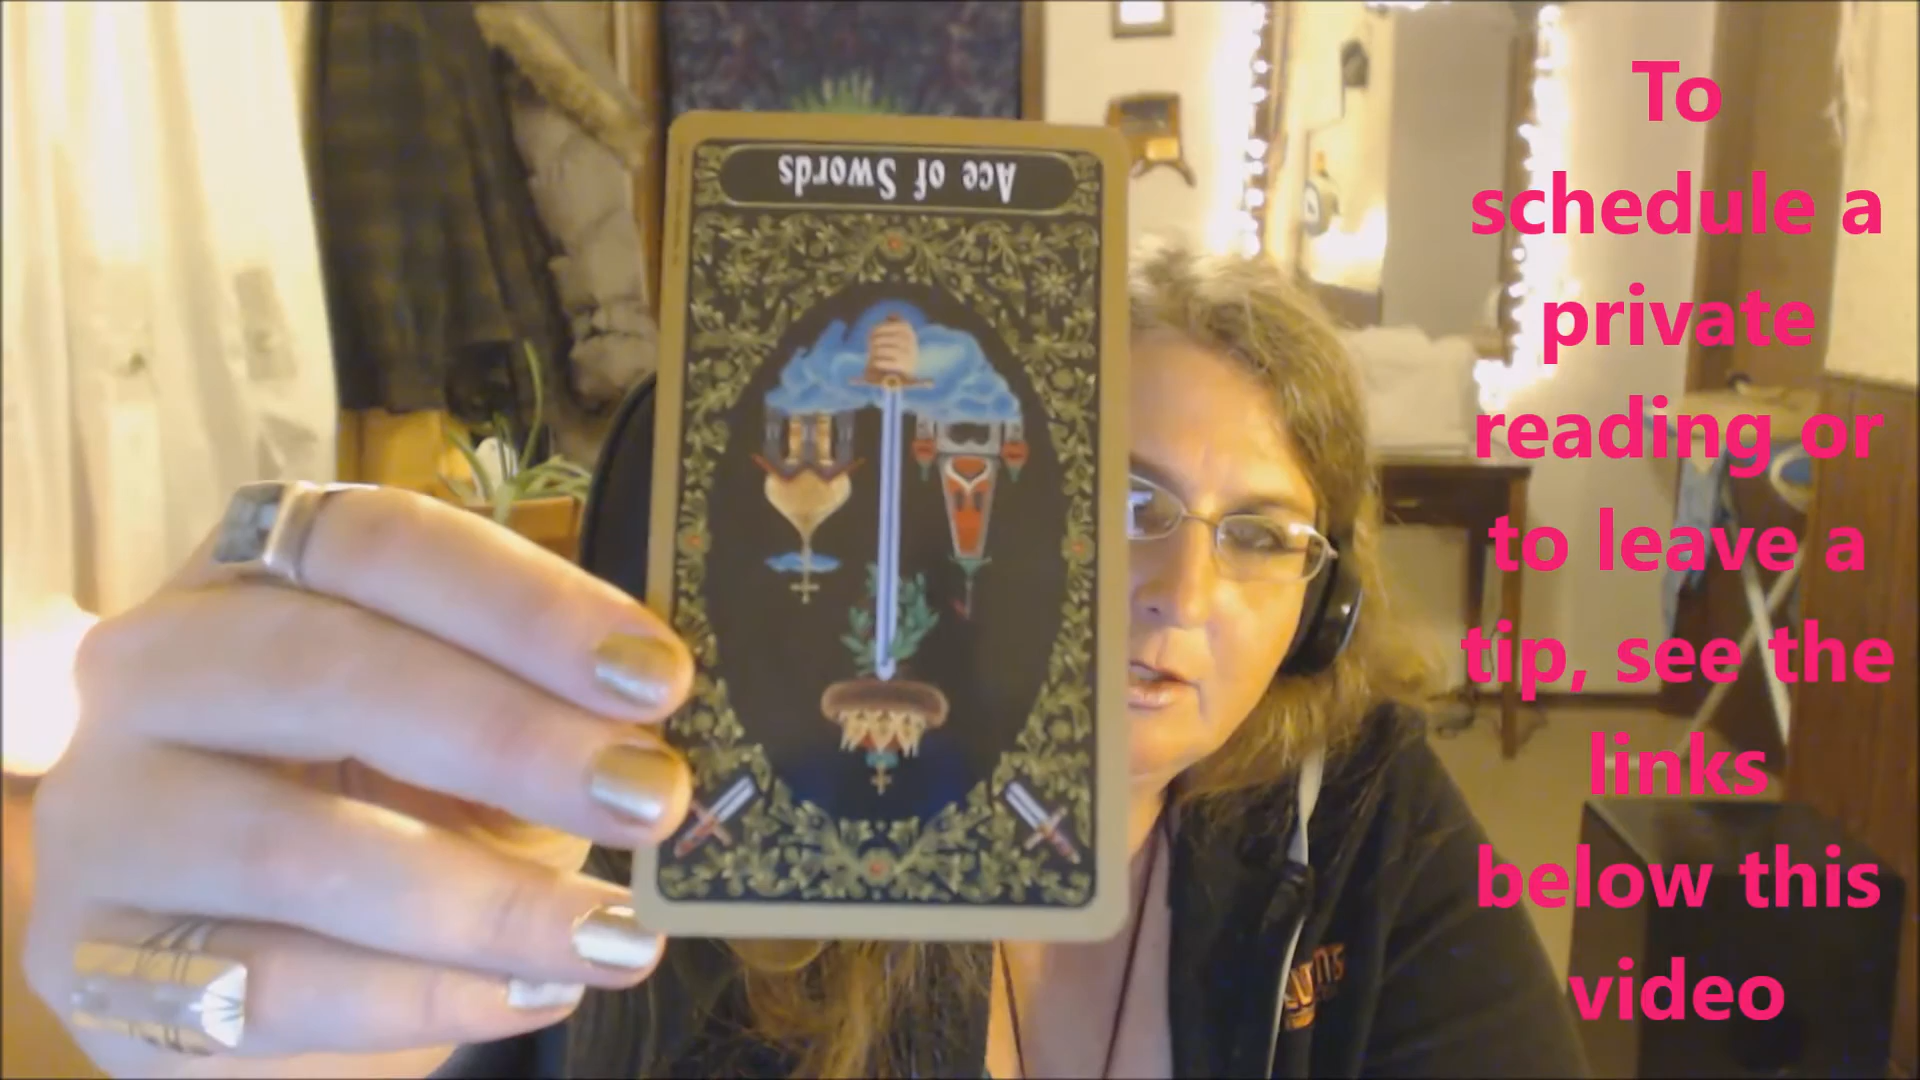 Ace of Swords
To
schedule a
private
reading or
to leave a
tip, see the
links
below this
video